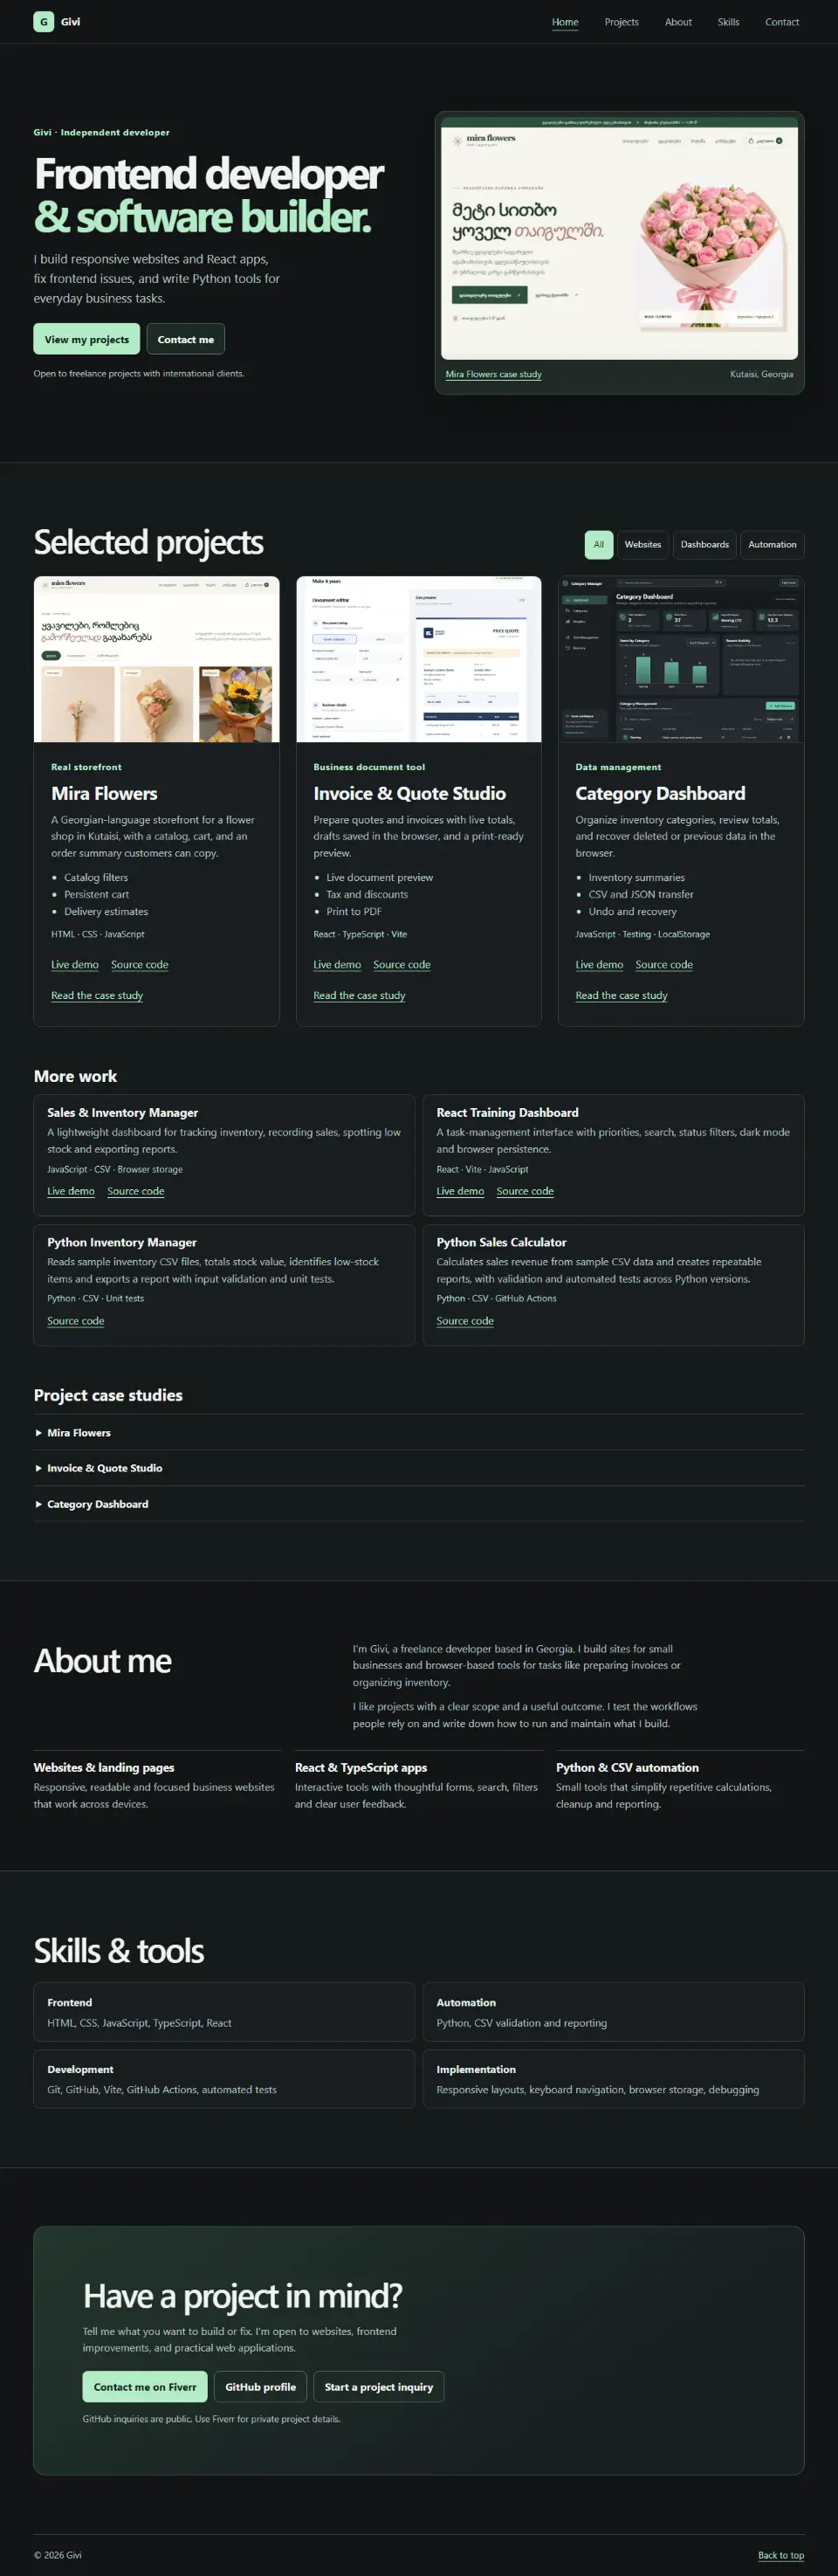 G Givi
Home Projects About Skills Contact
Givi · Independent developer
Frontend developer
& software builder.
I build responsive websites and React apps,
fix frontend issues, and write Python tools for
everyday business tasks.
View my projects Contact me
Open to freelance projects with international clients.
mira flowers
მეტი სითბო
ყოველ თაიგულში.
MIRA FLOWERS
Mira Flowers case study Kutaisi, Georgia
Selected projects
All Websites Dashboards Automation
mira flowers
ყვავილები, რომლებიც
გამორჩეულად გაგახარებს
Real storefront
Mira Flowers
A Georgian-language storefront for a flower
shop in Kutaisi, with a catalog, cart, and an
order summary customers can copy.
Catalog filters
Persistent cart
Delivery estimates
HTML · CSS · JavaScript
Live demo Source code
Read the case study
Make it yours
Document editor
Live preview
PRICE QUOTE
Business document tool
Invoice & Quote Studio
Prepare quotes and invoices with live totals,
drafts saved in the browser, and a print-ready
preview.
Live document preview
Tax and discounts
Print to PDF
React · TypeScript · Vite
Live demo Source code
Read the case study
Category Manager
Category Dashboard
Category Management
Data management
Category Dashboard
Organize inventory categories, review totals,
and recover deleted or previous data in the
browser.
Inventory summaries
CSV and JSON transfer
Undo and recovery
JavaScript · Testing · LocalStorage
Live demo Source code
Read the case study
More work
Sales & Inventory Manager
A lightweight dashboard for tracking inventory, recording sales, spotting low
stock and exporting reports.
JavaScript · CSV · Browser storage
Live demo Source code
React Training Dashboard
A task-management interface with priorities, search, status filters, dark mode
and browser persistence.
React · Vite · JavaScript
Live demo Source code
Python Inventory Manager
Reads sample inventory CSV files, totals stock value, identifies low-stock
items and exports a report with input validation and unit tests.
Python · CSV · Unit tests
Source code
Python Sales Calculator
Calculates sales revenue from sample CSV data and creates repeatable
reports, with validation and automated tests across Python versions.
Python · CSV · GitHub Actions
Source code
Project case studies
Mira Flowers
Invoice & Quote Studio
Category Dashboard
About me
I'm Givi, a freelance developer based in Georgia. I build sites for small
businesses and browser-based tools for tasks like preparing invoices or
organizing inventory.
I like projects with a clear scope and a useful outcome. I test the workflows
people rely on and write down how to run and maintain what I build.
Websites & landing pages
Responsive, readable and focused business websites
that work across devices.
React & TypeScript apps
Interactive tools with thoughtful forms, search, filters
and clear user feedback.
Python & CSV automation
Small tools that simplify repetitive calculations,
cleanup and reporting.
Skills & tools
Frontend
HTML, CSS, JavaScript, TypeScript, React
Automation
Python, CSV validation and reporting
Development
Git, GitHub, Vite, GitHub Actions, automated tests
Implementation
Responsive layouts, keyboard navigation, browser storage, debugging
Have a project in mind?
Tell me what you want to build or fix. I'm open to websites, frontend
improvements, and practical web applications.
Contact me on Fiverr GitHub profile Start a project inquiry
GitHub inquiries are public. Use Fiverr for private project details.
© 2026 Givi Back to top